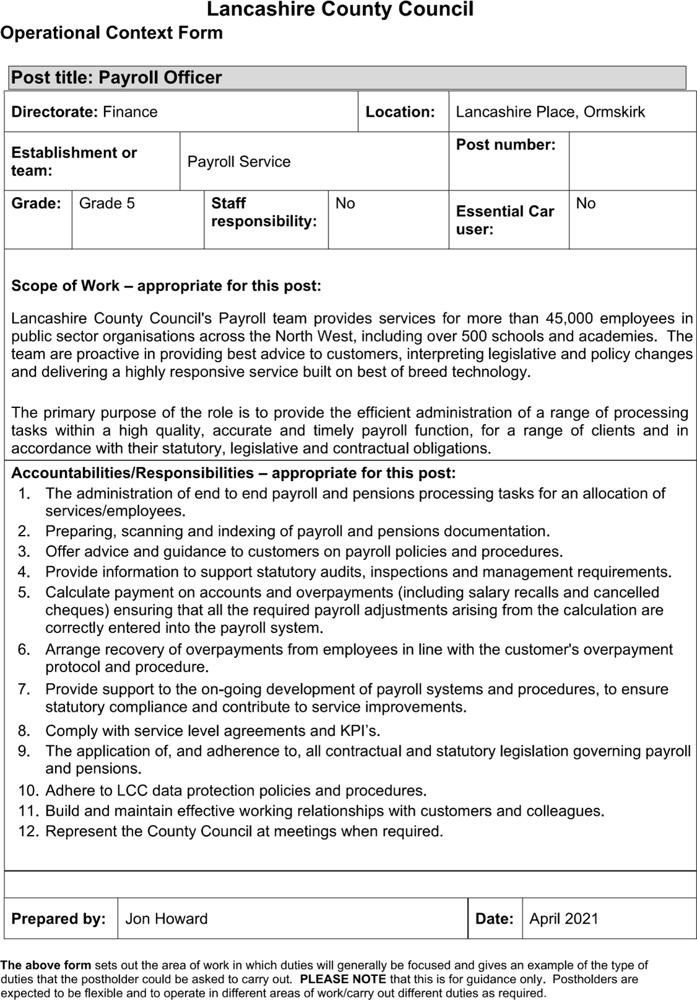 Lancashire County Council
Operational Context Form
Post title: Payroll Officer
Directorate: Finance
Location:
Lancashire Place, Ormskirk
Establishment or
team:
Payroll Service
Post number:
Grade:
Grade 5
Staff
responsibility:
No
Essential Car
user:
No
Scope of Work – appropriate for this post:
Lancashire County Council's Payroll team provides services for more than 45,000 employees in
public sector organisations across the North West, including over 500 schools and academies.  The
team are proactive in providing best advice to customers, interpreting legislative and policy changes
and delivering a highly responsive service built on best of breed technology.
The primary purpose of the role is to provide the efficient administration of a range of processing
tasks within a high quality, accurate and timely payroll function, for a range of clients and in
accordance with their statutory, legislative and contractual obligations.
Accountabilities/Responsibilities – appropriate for this post:
1. The administration of end to end payroll and pensions processing tasks for an allocation of
services/employees.
2. Preparing, scanning and indexing of payroll and pensions documentation.
3. Offer advice and guidance to customers on payroll policies and procedures.
4. Provide information to support statutory audits, inspections and management requirements.
5. Calculate payment on accounts and overpayments (including salary recalls and cancelled
cheques) ensuring that all the required payroll adjustments arising from the calculation are
correctly entered into the payroll system.
6. Arrange recovery of overpayments from employees in line with the customer's overpayment
protocol and procedure.
7. Provide support to the on-going development of payroll systems and procedures, to ensure
statutory compliance and contribute to service improvements.
8. Comply with service level agreements and KPI’s.
9. The application of, and adherence to, all contractual and statutory legislation governing payroll
and pensions.
10. Adhere to LCC data protection policies and procedures.
11. Build and maintain effective working relationships with customers and colleagues.
12. Represent the County Council at meetings when required.
Prepared by:
Jon Howard
Date:
April 2021
The above form sets out the area of work in which duties will generally be focused and gives an example of the type of
duties that the postholder could be asked to carry out.  PLEASE NOTE that this is for guidance only.  Postholders are
expected to be flexible and to operate in different areas of work/carry out different duties as required.